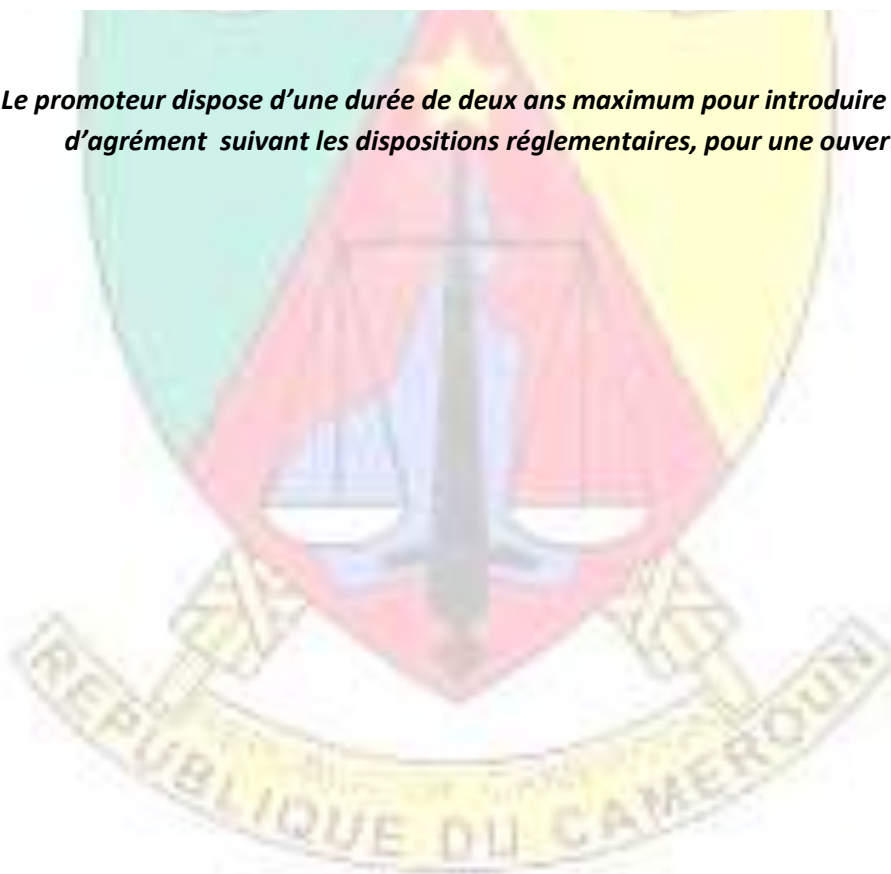 Le promoteur dispose d’une durée de deux ans maximum pour introduire
d’agrément suivant les dispositions réglementaires, pour une ouver
REPUBLIQUE DU CAMEROUN